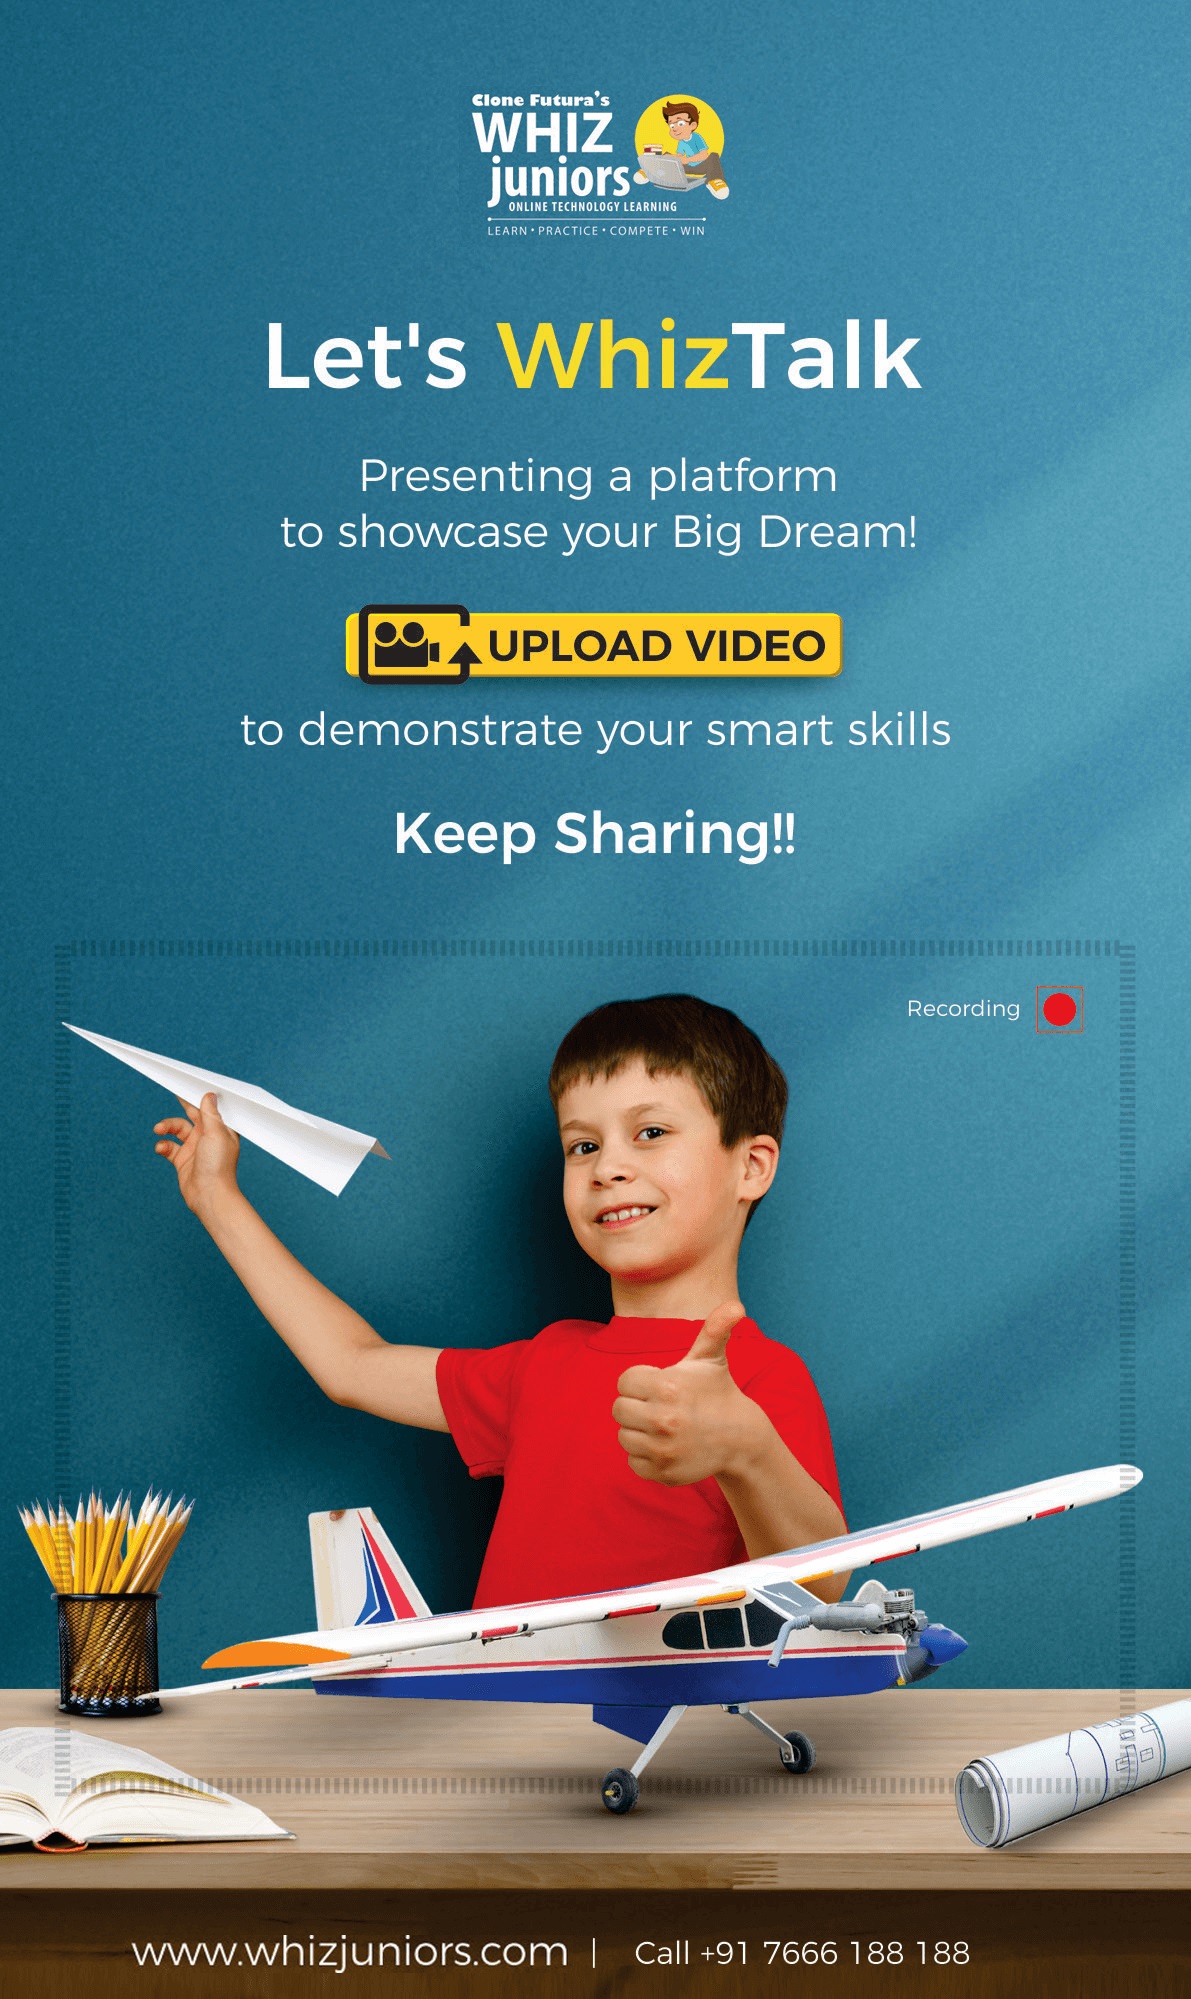 Clone Futura's
WHIZ
juniors
ONLINE TECHNOLOGY LEARNING
LEARN • PRACTICE • COMPETE • WIN
Let's WhizTalk
Presenting a platform
to showcase your Big Dream!
UPLOAD VIDEO
to demonstrate your smart skills
Keep Sharing!!
Recording
www.whizjuniors.com | Call +91 7666 188 188